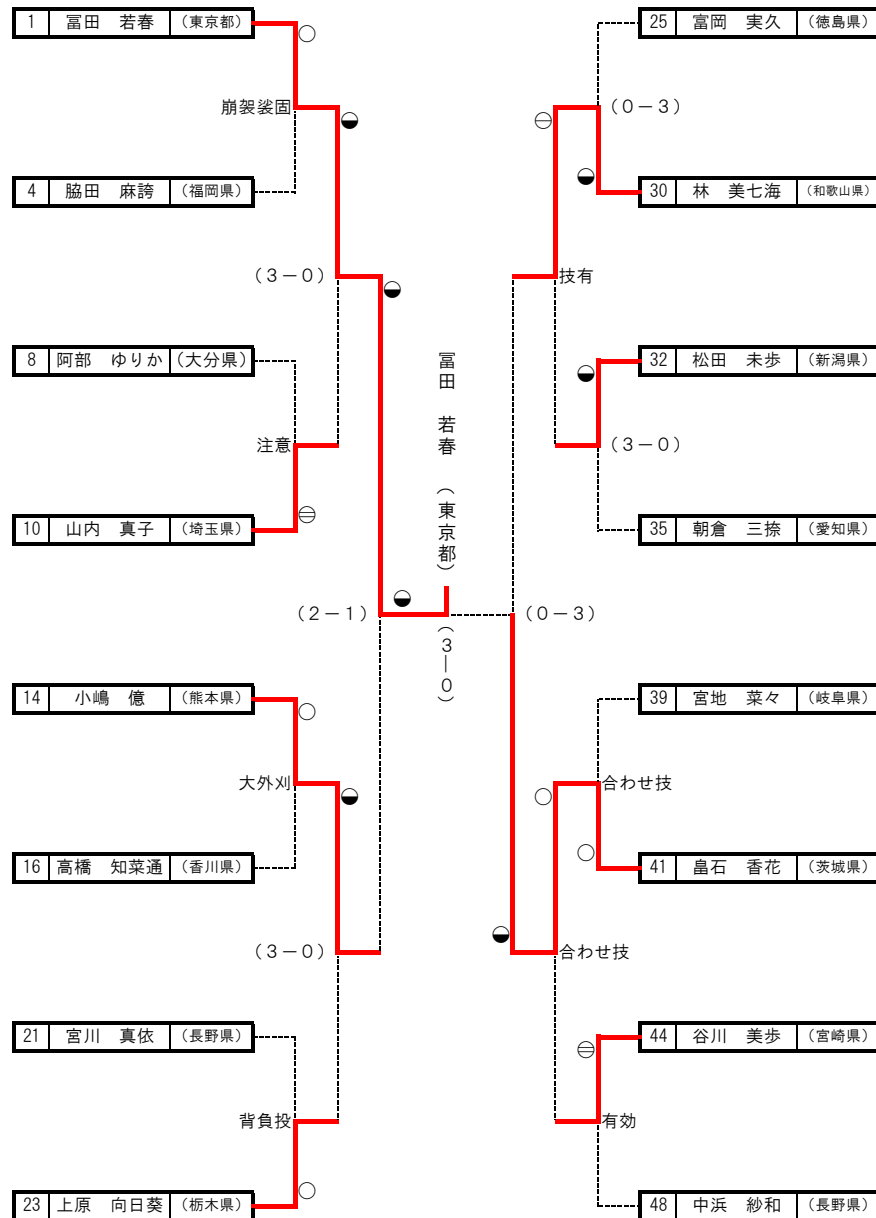 1 冨田 若春 （東京都）
崩袈裟固
4 脇田 麻誇 （福岡県）
（３－０）
8 阿部 ゆりか （大分県）
注意
10 山内 真子 （埼玉県）
（２－１）
14 小嶋 億 （熊本県）
大外刈
16 高橋 知菜通 （香川県）
（３－０）
21 宮川 真依 （長野県）
背負投
23 上原 向日葵 （栃木県）
冨田 若春 （東京都）
（３－０）
25 富岡 実久 （徳島県）
（０－３）
30 林 美七海 （和歌山県）
技有
32 松田 未歩 （新潟県）
（３－０）
35 朝倉 三捺 （愛知県）
（０－３）
39 宮地 菜々 （岐阜県）
合わせ技
41 畠石 香花 （茨城県）
合わせ技
44 谷川 美歩 （宮崎県）
有効
48 中浜 紗和 （長野県）